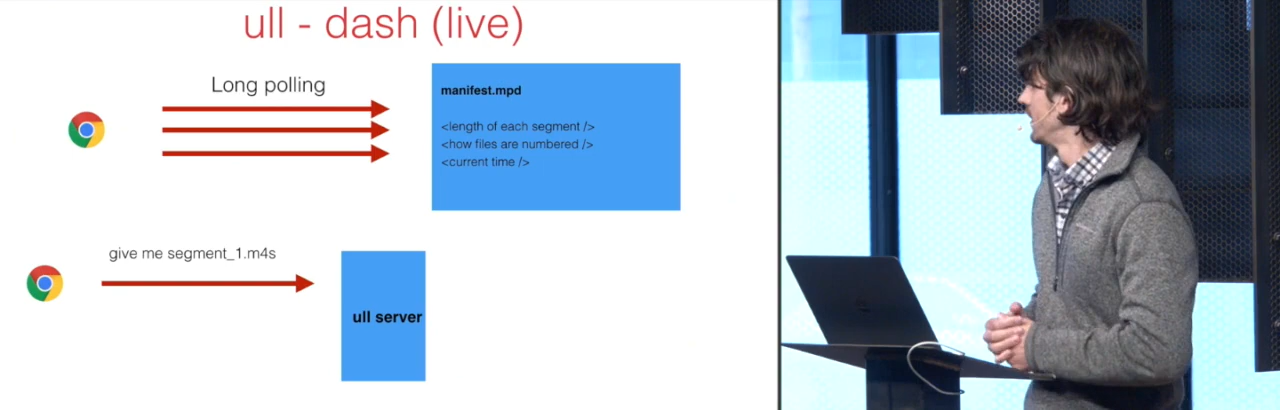 ull - dash (live)
Long polling
manifest.mpd
<length of each segment />
<how files are numbered />
<current time />
give me segment_1.m4s
ull server